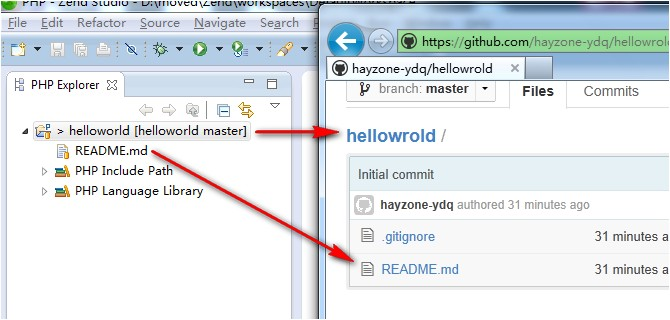 PHP - Zend Studio - D:\moved\Zend\workspaces\DefaultWorkspace
File Edit Source Refactor Navigate
PHP Explorer
> helloworld [helloworld master]
README.md
PHP Include Path
PHP Language Library
https://github.com/hayzone-ydq/hellowrold
hayzone-ydq/hellowrold
branch: master
Files
Commits
hellowrold /
Initial commit
hayzone-ydq authored 31 minutes ago
.gitignore 31 minutes a
README.md 31 minutes a